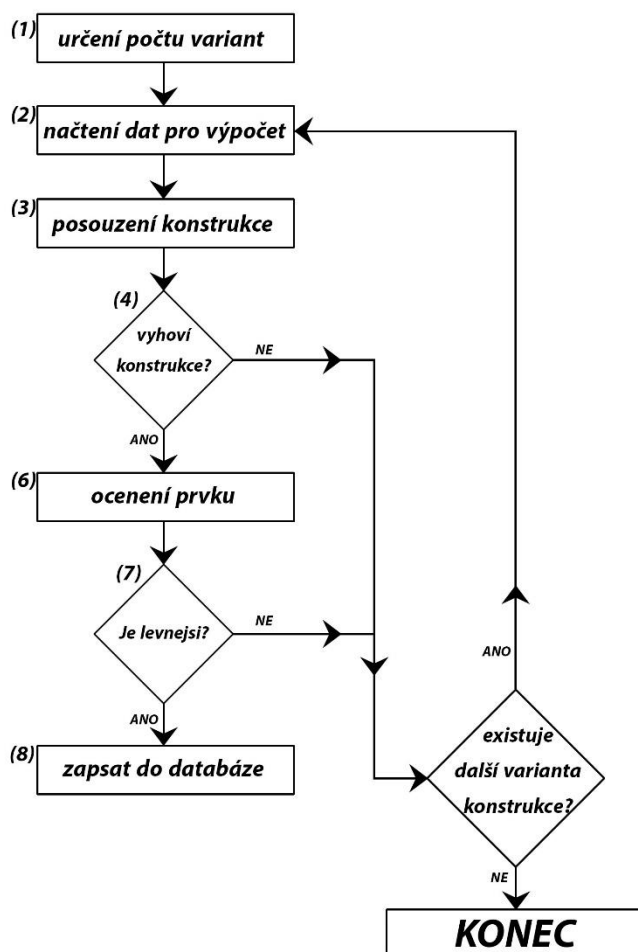 (1)
určení počtu variant
(2)
načtení dat pro výpočet
(3)
posouzení konstrukce
(4)
vyhoví
konstrukce?
NE
ANO
(6)
ocenení prvku
(7)
Je levnejsi?
NE
ANO
(8)
zapsat do databáze
ANO
existuje
další varianta
konstrukce?
NE
KONEC